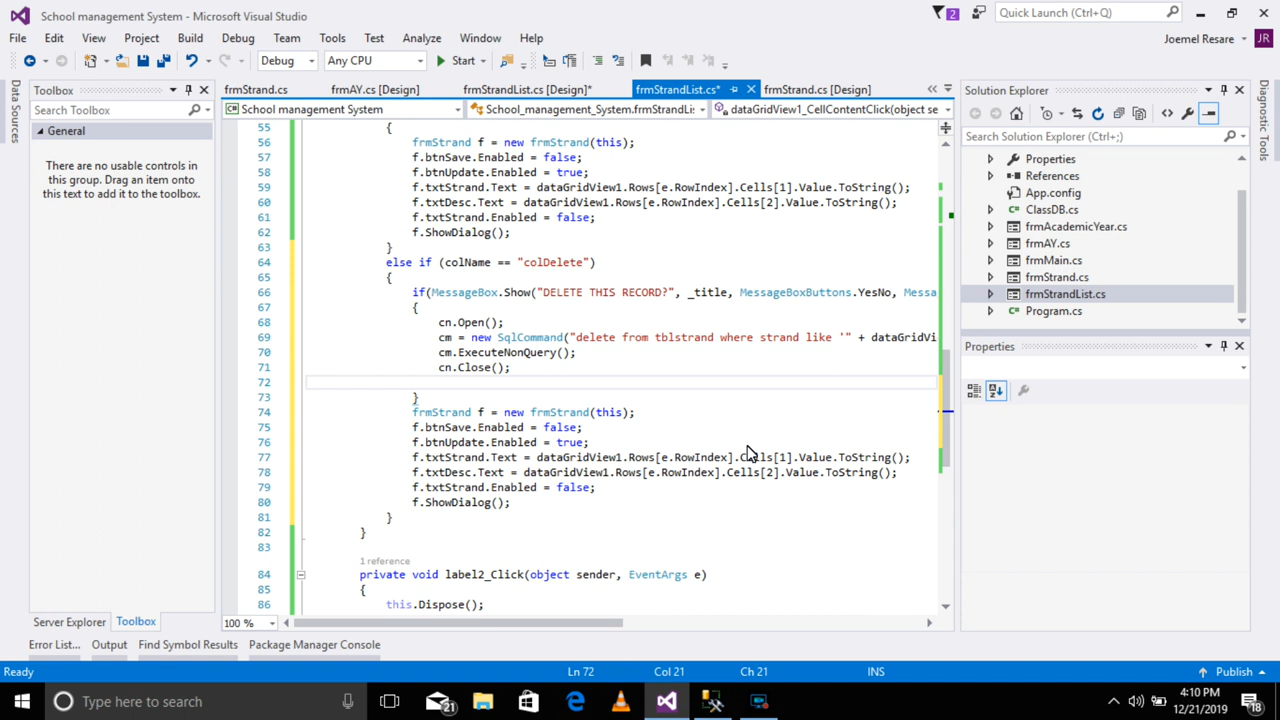 School management System - Microsoft Visual Studio
2
Quick Launch (Ctrl+Q)
File Edit View Project Build Debug Team Tools Test Analyze Window Help
Joemel Resare
JR
Debug Any CPU Start
Data Sources
Toolbox
Search Toolbox
General
There are no usable controls in
this group. Drag an item onto
this text to add it to the toolbox.
Server Explorer Toolbox
frmStrand.cs frmAY.cs [Design] frmStrandList.cs [Design]* frmStrandList.cs* frmStrand.cs [Design]
School management System School_management_System.frmStrandLis dataGridView1_CellContentClick(object se
55 {
56 frmStrand f = new frmStrand(this);
57 f.btnSave.Enabled = false;
58 f.btnUpdate.Enabled = true;
59 f.txtStrand.Text = dataGridView1.Rows[e.RowIndex].Cells[1].Value.ToString();
60 f.txtDesc.Text = dataGridView1.Rows[e.RowIndex].Cells[2].Value.ToString();
61 f.txtStrand.Enabled = false;
62 f.ShowDialog();
63 }
64 else if (colName == "colDelete")
65 {
66 if(MessageBox.Show("DELETE THIS RECORD?", _title, MessageBoxButtons.YesNo, Messa
67 {
68 cn.Open();
69 cm = new SqlCommand("delete from tblstrand where strand like '" + dataGridVi
70 cm.ExecuteNonQuery();
71 cn.Close();
72
73 }
74 frmStrand f = new frmStrand(this);
75 f.btnSave.Enabled = false;
76 f.btnUpdate.Enabled = true;
77 f.txtStrand.Text = dataGridView1.Rows[e.RowIndex].Cells[1].Value.ToString();
78 f.txtDesc.Text = dataGridView1.Rows[e.RowIndex].Cells[2].Value.ToString();
79 f.txtStrand.Enabled = false;
80 f.ShowDialog();
81 }
82 }
83
1 reference
84 private void label2_Click(object sender, EventArgs e)
85 {
86 this.Dispose();
100 %
Solution Explorer
Search Solution Explorer (Ctrl+;)
Properties
References
App.config
ClassDB.cs
frmAcademicYear.cs
frmAY.cs
frmMain.cs
frmStrand.cs
frmStrandList.cs
Program.cs
Properties
Diagnostic Tools
Error List... Output Find Symbol Results Package Manager Console
Ready Ln 72 Col 21 Ch 21 INS Publish
Type here to search
21
4:10 PM
12/21/2019
18